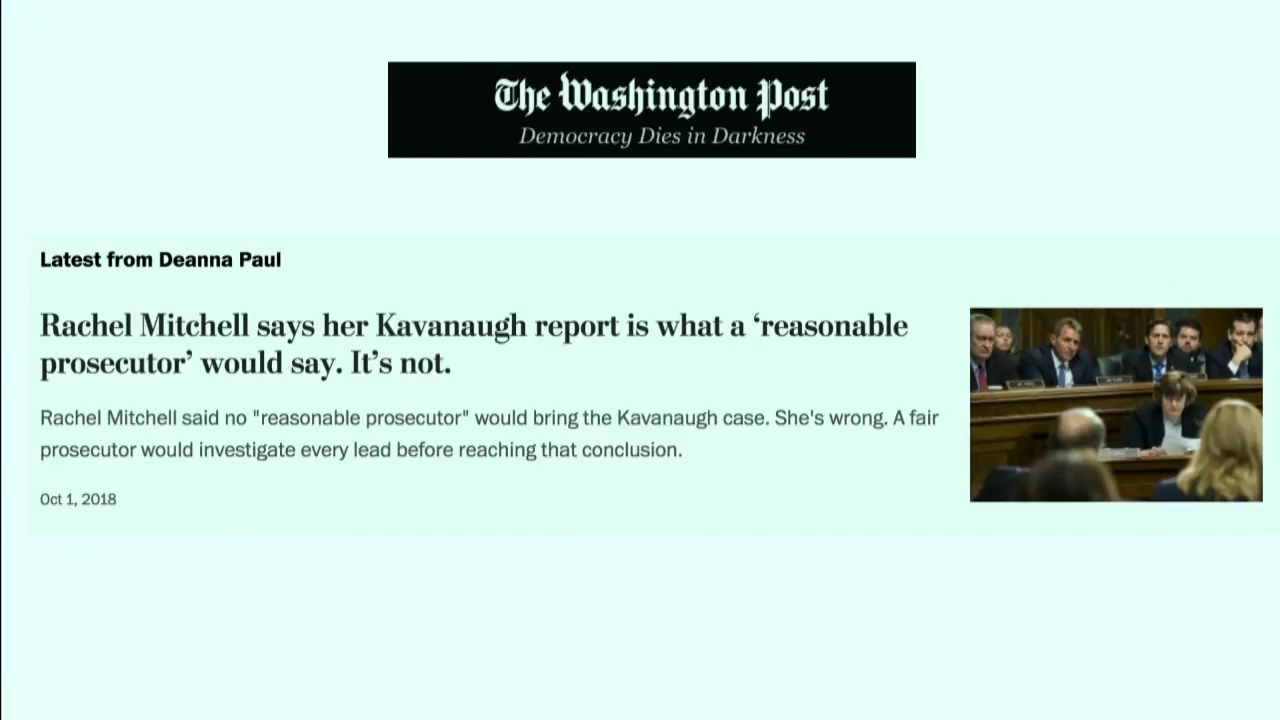 The Washington Post
Democracy Dies in Darkness
Latest from Deanna Paul
Rachel Mitchell says her Kavanaugh report is what a ‘reasonable
prosecutor’ would say. It’s not.
Rachel Mitchell said no "reasonable prosecutor" would bring the Kavanaugh case. She's wrong. A fair
prosecutor would investigate every lead before reaching that conclusion.
Oct 1, 2018